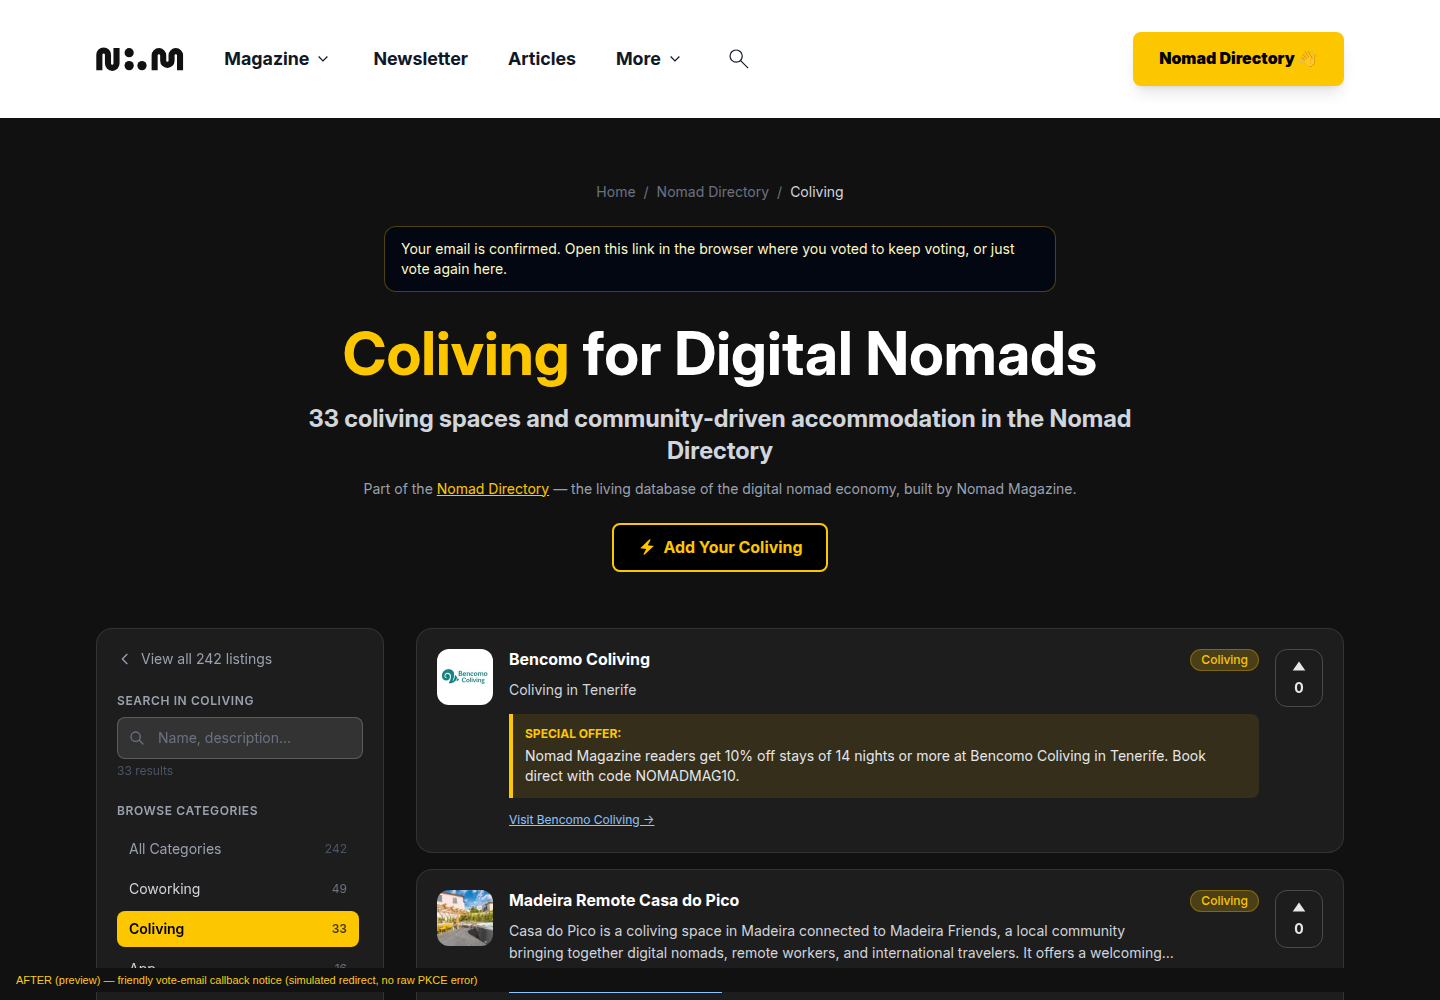 N:.M
Magazine
Newsletter
Articles
More
Nomad Directory 👋
Home / Nomad Directory / Coliving
Your email is confirmed. Open this link in the browser where you voted to keep voting, or just
vote again here.
Coliving for Digital Nomads
33 coliving spaces and community-driven accommodation in the Nomad
Directory
Part of the Nomad Directory — the living database of the digital nomad economy, built by Nomad Magazine.
Add Your Coliving
View all 242 listings
SEARCH IN COLIVING
Name, description...
33 results
BROWSE CATEGORIES
All Categories 242
Coworking 49
Coliving 33
App 16
Bencomo Coliving
Bencomo Coliving
Coliving
0
Coliving in Tenerife
SPECIAL OFFER:
Nomad Magazine readers get 10% off stays of 14 nights or more at Bencomo Coliving in Tenerife. Book
direct with code NOMADMAG10.
Visit Bencomo Coliving →
Madeira Remote Casa do Pico
Coliving
0
Casa do Pico is a coliving space in Madeira connected to Madeira Friends, a local community
bringing together digital nomads, remote workers, and international travelers. It offers a welcoming...
AFTER (preview) — friendly vote-email callback notice (simulated redirect, no raw PKCE error)